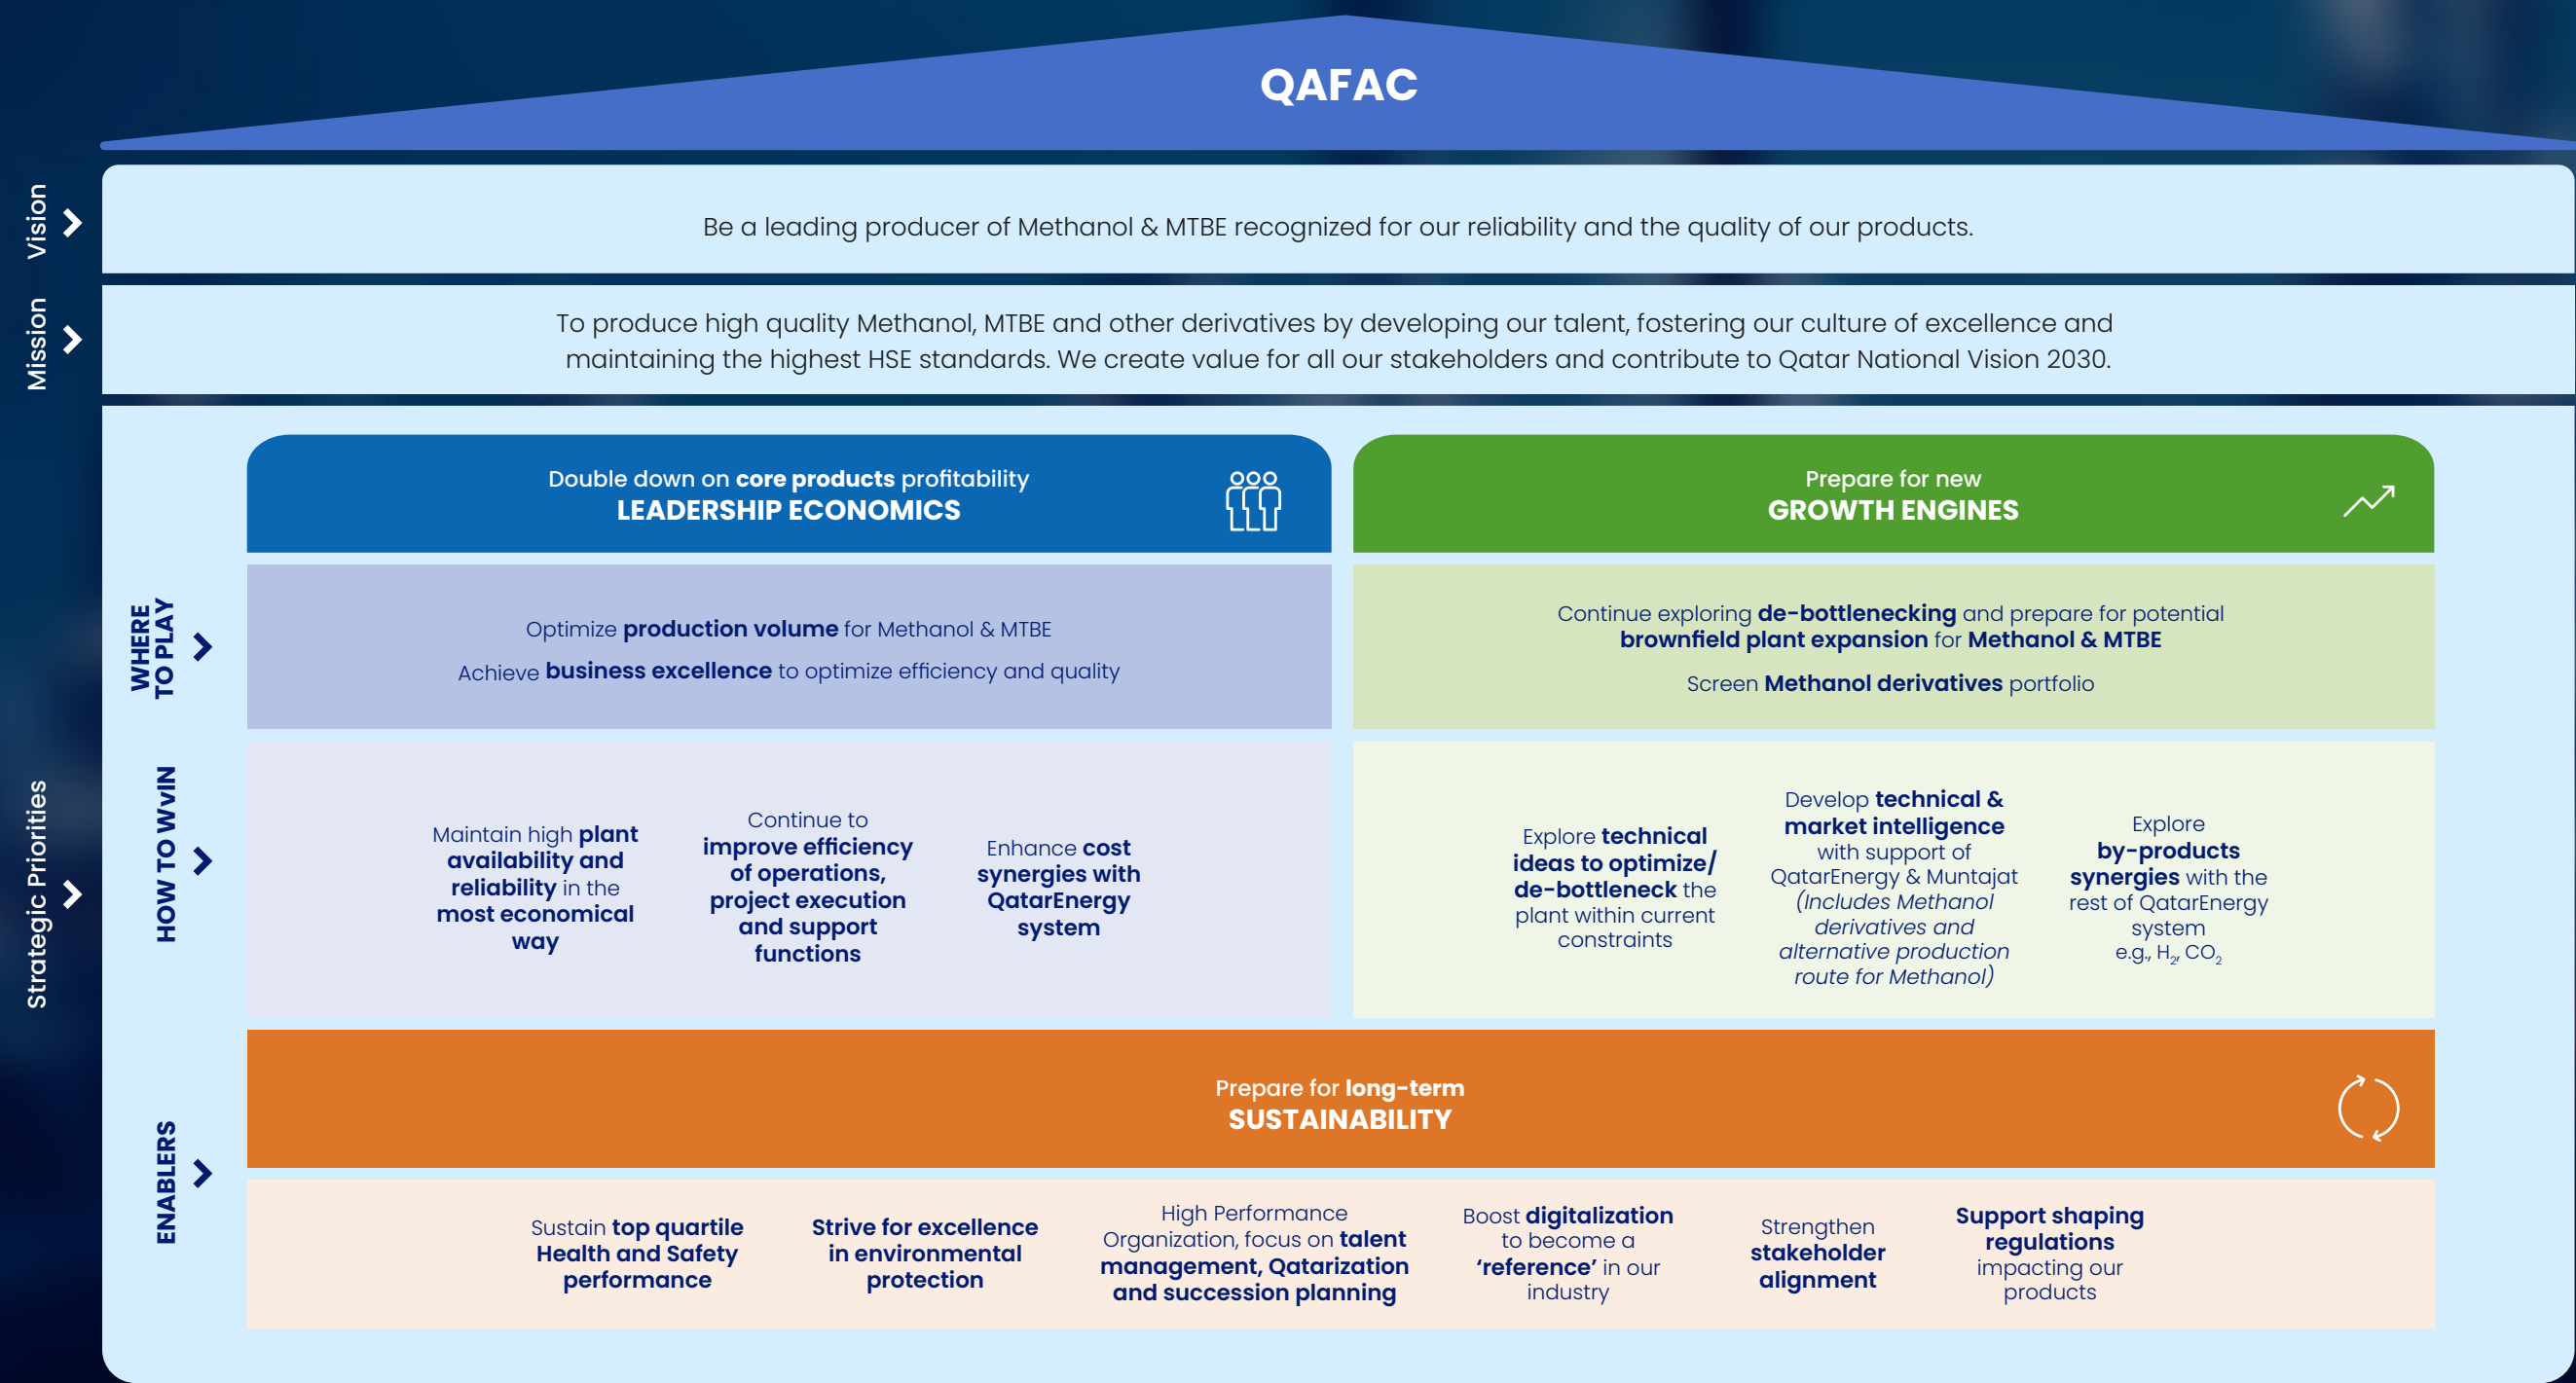 QAFAC
Vision
Be a leading producer of Methanol & MTBE recognized for our reliability and the quality of our products.
Mission
To produce high quality Methanol, MTBE and other derivatives by developing our talent, fostering our culture of excellence and
maintaining the highest HSE standards. We create value for all our stakeholders and contribute to Qatar National Vision 2030.
Strategic Priorities
Double down on core products profitability
LEADERSHIP ECONOMICS
Prepare for new
GROWTH ENGINES
WHERE
TO PLAY
Optimize production volume for Methanol & MTBE
Achieve business excellence to optimize efficiency and quality
Continue exploring de-bottlenecking and prepare for potential
brownfield plant expansion for Methanol & MTBE
Screen Methanol derivatives portfolio
HOW TO WvIN
Maintain high plant
availability and
reliability in the
most economical
way
Continue to
improve efficiency
of operations,
project execution
and support
functions
Enhance cost
synergies with
QatarEnergy
system
Explore technical
ideas to optimize/
de-bottleneck the
plant within current
constraints
Develop technical &
market intelligence
with support of
QatarEnergy & Muntajat
(Includes Methanol
derivatives and
alternative production
route for Methanol)
Explore
by-products
synergies with the
rest of QatarEnergy
system
e.g., H₂, CO₂
ENABLERS
Prepare for long-term
SUSTAINABILITY
Sustain top quartile
Health and Safety
performance
Strive for excellence
in environmental
protection
High Performance
Organization, focus on talent
management, Qatarization
and succession planning
Boost digitalization
to become a
‘reference’ in our
industry
Strengthen
stakeholder
alignment
Support shaping
regulations
impacting our
products